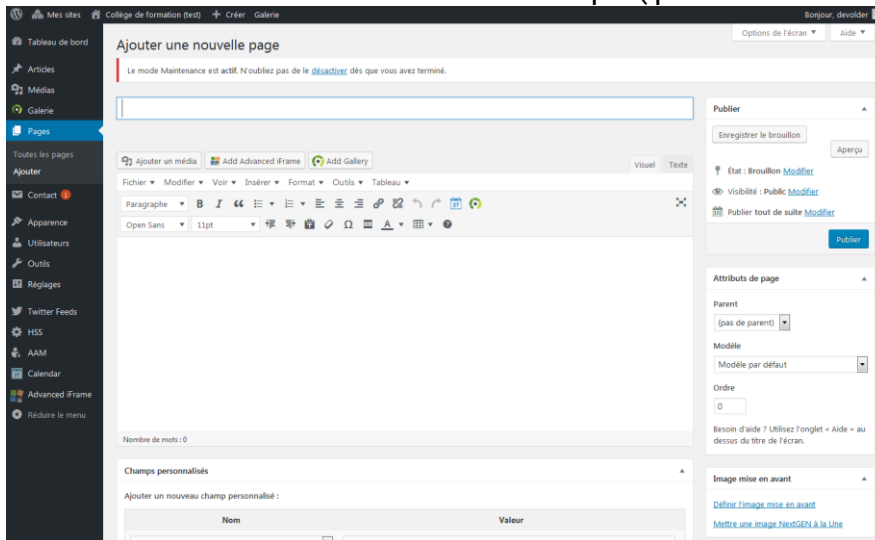 Mes sites Collège de formation (test) + Créer Galerie Bonjour, devolder
Options de l'écran ▼ Aide ▼
Tableau de bord
Articles
Médias
Galerie
Pages
Toutes les pages
Ajouter
Contact 1
Apparence
Utilisateurs
Outils
Réglages
Twitter Feeds
HSS
AAM
Calendar
Advanced iFrame
Réduire le menu
Ajouter une nouvelle page
Le mode Maintenance est actif. N'oubliez pas de le désactiver dès que vous avez terminé.
Ajouter un média Add Advanced iFrame Add Gallery Visuel Texte
Fichier ▼ Modifier ▼ Voir ▼ Insérer ▼ Format ▼ Outils ▼ Tableau ▼
Paragraphe ▼ B I
Open Sans ▼ 11pt ▼ Ω A ▼
Nombre de mots : 0
Champs personnalisés
Ajouter un nouveau champ personnalisé :
Nom Valeur
Publier
Enregistrer le brouillon
Aperçu
État : Brouillon Modifier
Visibilité : Public Modifier
Publier tout de suite Modifier
Publier
Attributs de page
Parent
(pas de parent)
Modèle
Modèle par défaut
Ordre
0
Besoin d'aide ? Utilisez l'onglet « Aide » au
dessus du titre de l'écran.
Image mise en avant
Définir l'image mise en avant
Mettre une image NextGEN à la Une